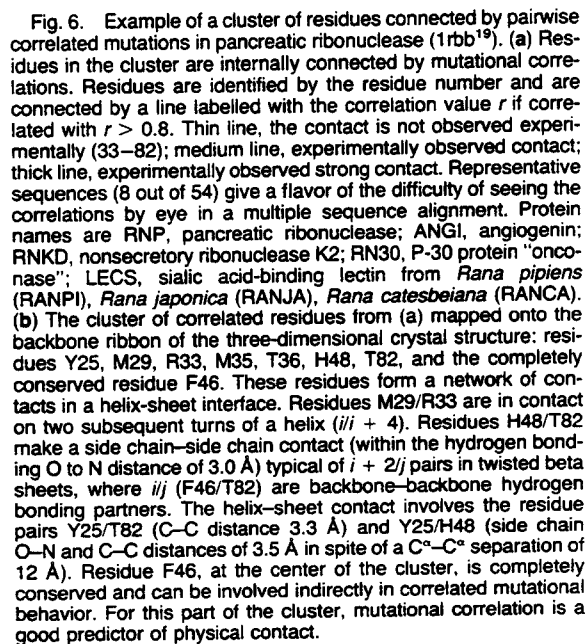 Fig. 6. Example of a cluster of residues connected by pairwise
correlated mutations in pancreatic ribonuclease (1rbb¹⁹). (a) Res-
idues in the cluster are internally connected by mutational corre-
lations. Residues are identified by the residue number and are
connected by a line labelled with the correlation value r if corre-
lated with r > 0.8. Thin line, the contact is not observed experi-
mentally (33–82); medium line, experimentally observed contact;
thick line, experimentally observed strong contact. Representative
sequences (8 out of 54) give a flavor of the difficulty of seeing the
correlations by eye in a multiple sequence alignment. Protein
names are RNP, pancreatic ribonuclease; ANGI, angiogenin;
RNKD, nonsecretory ribonuclease K2; RN30, P-30 protein "onco-
nase"; LECS, sialic acid-binding lectin from Rana pipiens
(RANPI), Rana japonica (RANJA), Rana catesbeiana (RANCA).
(b) The cluster of correlated residues from (a) mapped onto the
backbone ribbon of the three-dimensional crystal structure: resi-
dues Y25, M29, R33, M35, T36, H48, T82, and the completely
conserved residue F46. These residues form a network of con-
tacts in a helix-sheet interface. Residues M29/R33 are in contact
on two subsequent turns of a helix (i/i + 4). Residues H48/T82
make a side chain–side chain contact (within the hydrogen bond-
ing O to N distance of 3.0 Å) typical of i + 2/j pairs in twisted beta
sheets, where i/j (F46/T82) are backbone–backbone hydrogen
bonding partners. The helix–sheet contact involves the residue
pairs Y25/T82 (C–C distance 3.3 Å) and Y25/H48 (side chain
O–N and C–C distances of 3.5 Å in spite of a Cᵅ–Cᵅ separation of
12 Å). Residue F46, at the center of the cluster, is completely
conserved and can be involved indirectly in correlated mutational
behavior. For this part of the cluster, mutational correlation is a
good predictor of physical contact.